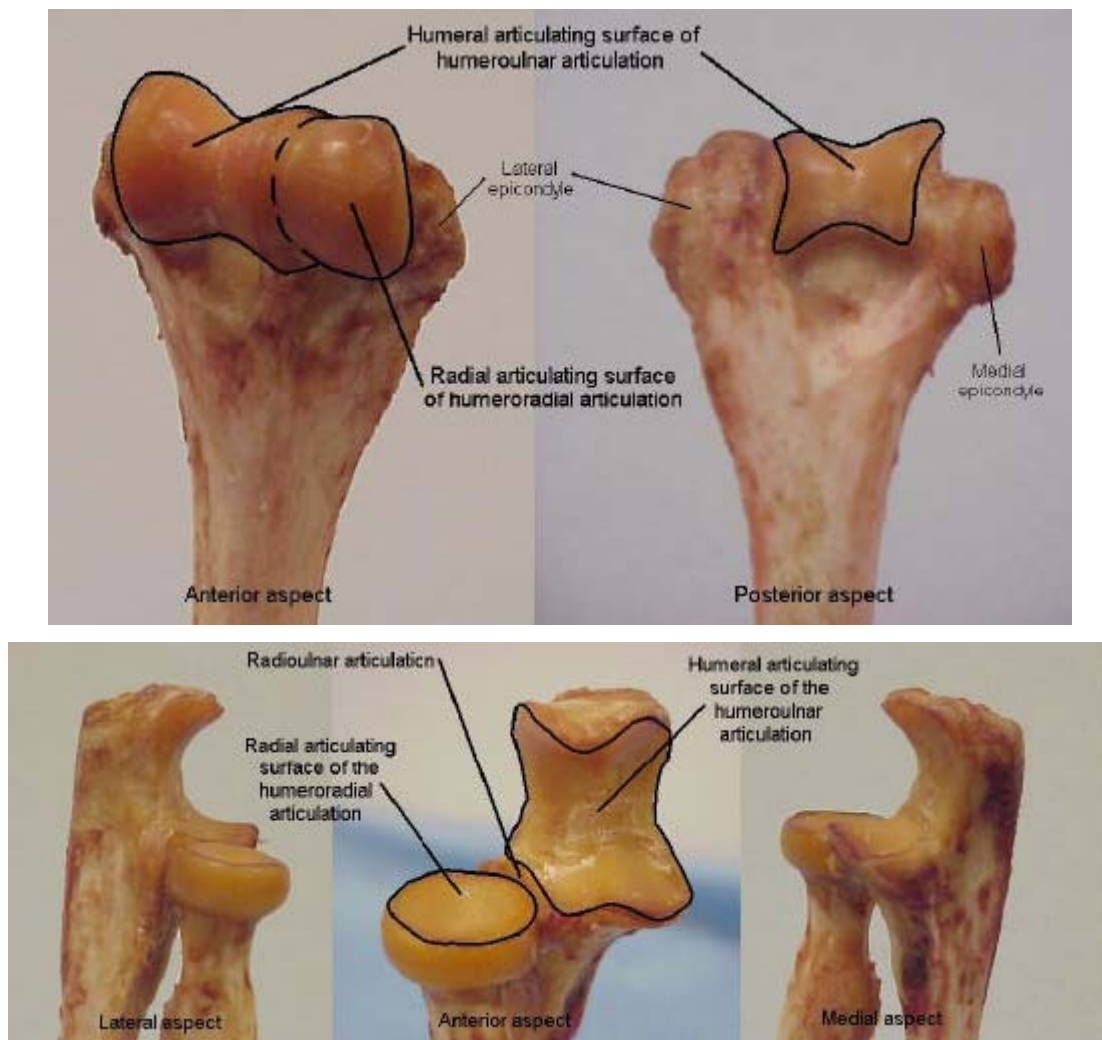 Humeral articulating surface of
humeroulnar articulation
Lateral
epicondyle
Radial articulating surface
of humeroradial articulation
Medial
epicondyle
Anterior aspect
Posterior aspect
Radioulnar articulation
Humeral articulating
surface of the
humeroulnar
articulation
Radial articulating
surface of the
humeroradial
articulation
Lateral aspect
Anterior aspect
Medial aspect